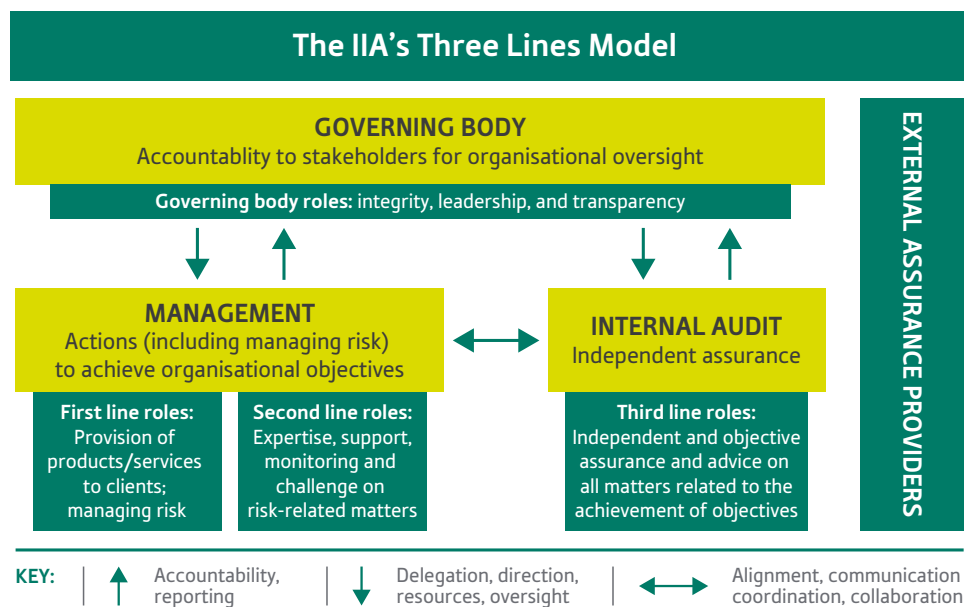 The IIA's Three Lines Model
GOVERNING BODY
Accountablity to stakeholders for organisational oversight
Governing body roles: integrity, leadership, and transparency
MANAGEMENT
Actions (including managing risk)
to achieve organisational objectives
First line roles:
Provision of
products/services
to clients;
managing risk
Second line roles:
Expertise, support,
monitoring and
challenge on
risk-related matters
INTERNAL AUDIT
Independent assurance
Third line roles:
Independent and objective
assurance and advice on
all matters related to the
achievement of objectives
EXTERNAL ASSURANCE PROVIDERS
KEY:
Accountability,
reporting
Delegation, direction,
resources, oversight
Alignment, communication
coordination, collaboration